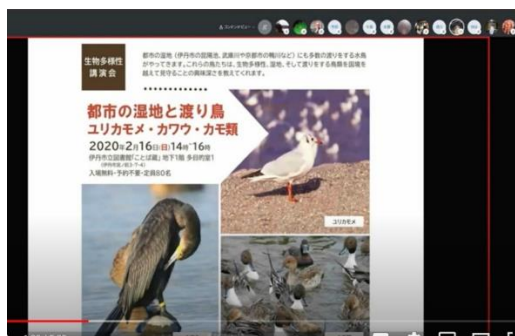 生物多様性
講演会
都市の湿地(伊丹市の昆陽池、武庫川や京都市の鴨川など)にも多数の渡りをする水鳥
がやってきます。これらの鳥たちは、生物多様性、湿地、そして渡りをする鳥類を国境を
越えて見守ることの興味深さを教えてくれます。
都市の湿地と渡り鳥
ユリカモメ・カワウ・カモ類
2020年2月16日(日)14時~16時
伊丹市立図書館「ことば蔵」地下1階 多目的室1
入場無料・予約不要・定員80名
ユリカモメ